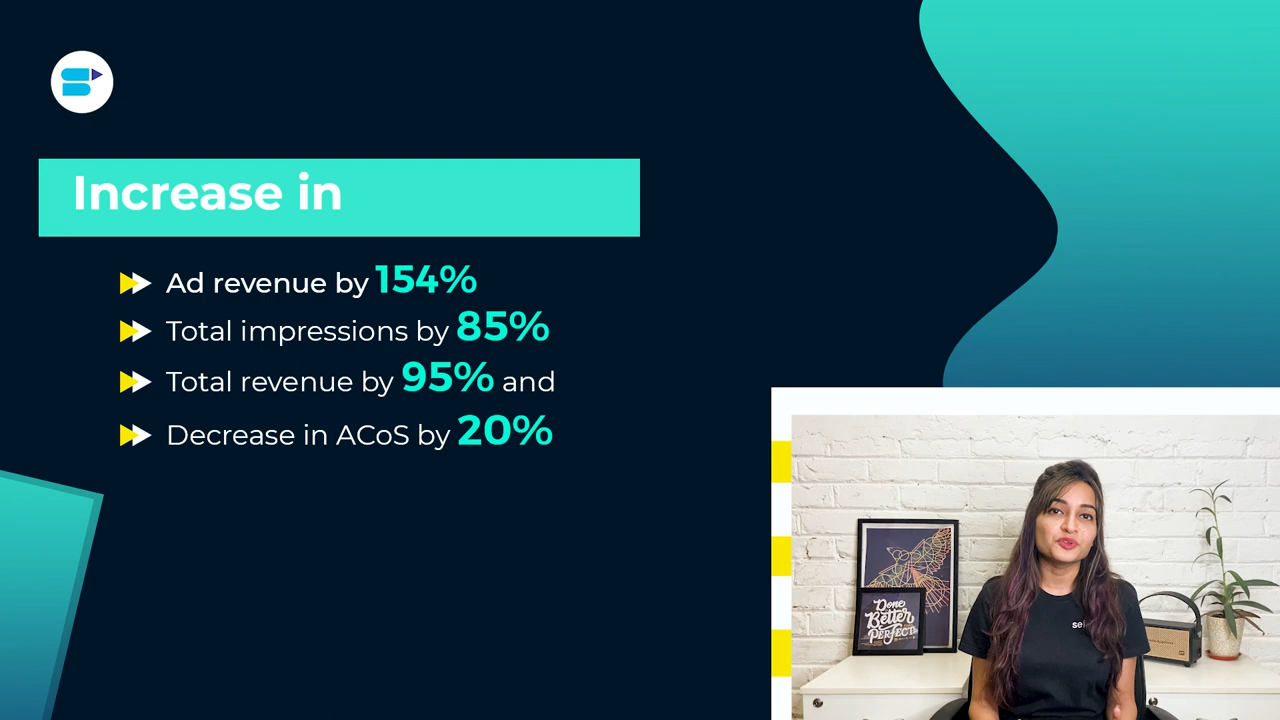 Increase in
Ad revenue by 154%
Total impressions by 85%
Total revenue by 95% and
Decrease in ACoS by 20%
Done
Better
PERFECT